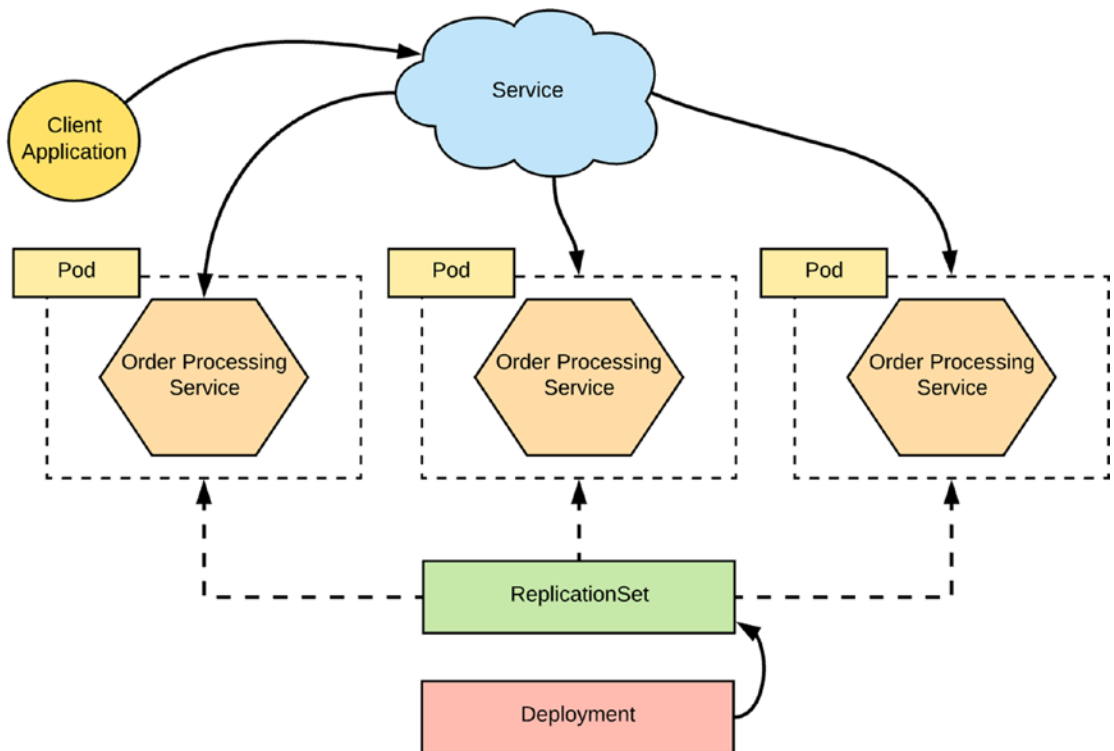 Service
Client
Application
Pod
Pod
Pod
Order Processing
Service
Order Processing
Service
Order Processing
Service
ReplicationSet
Deployment